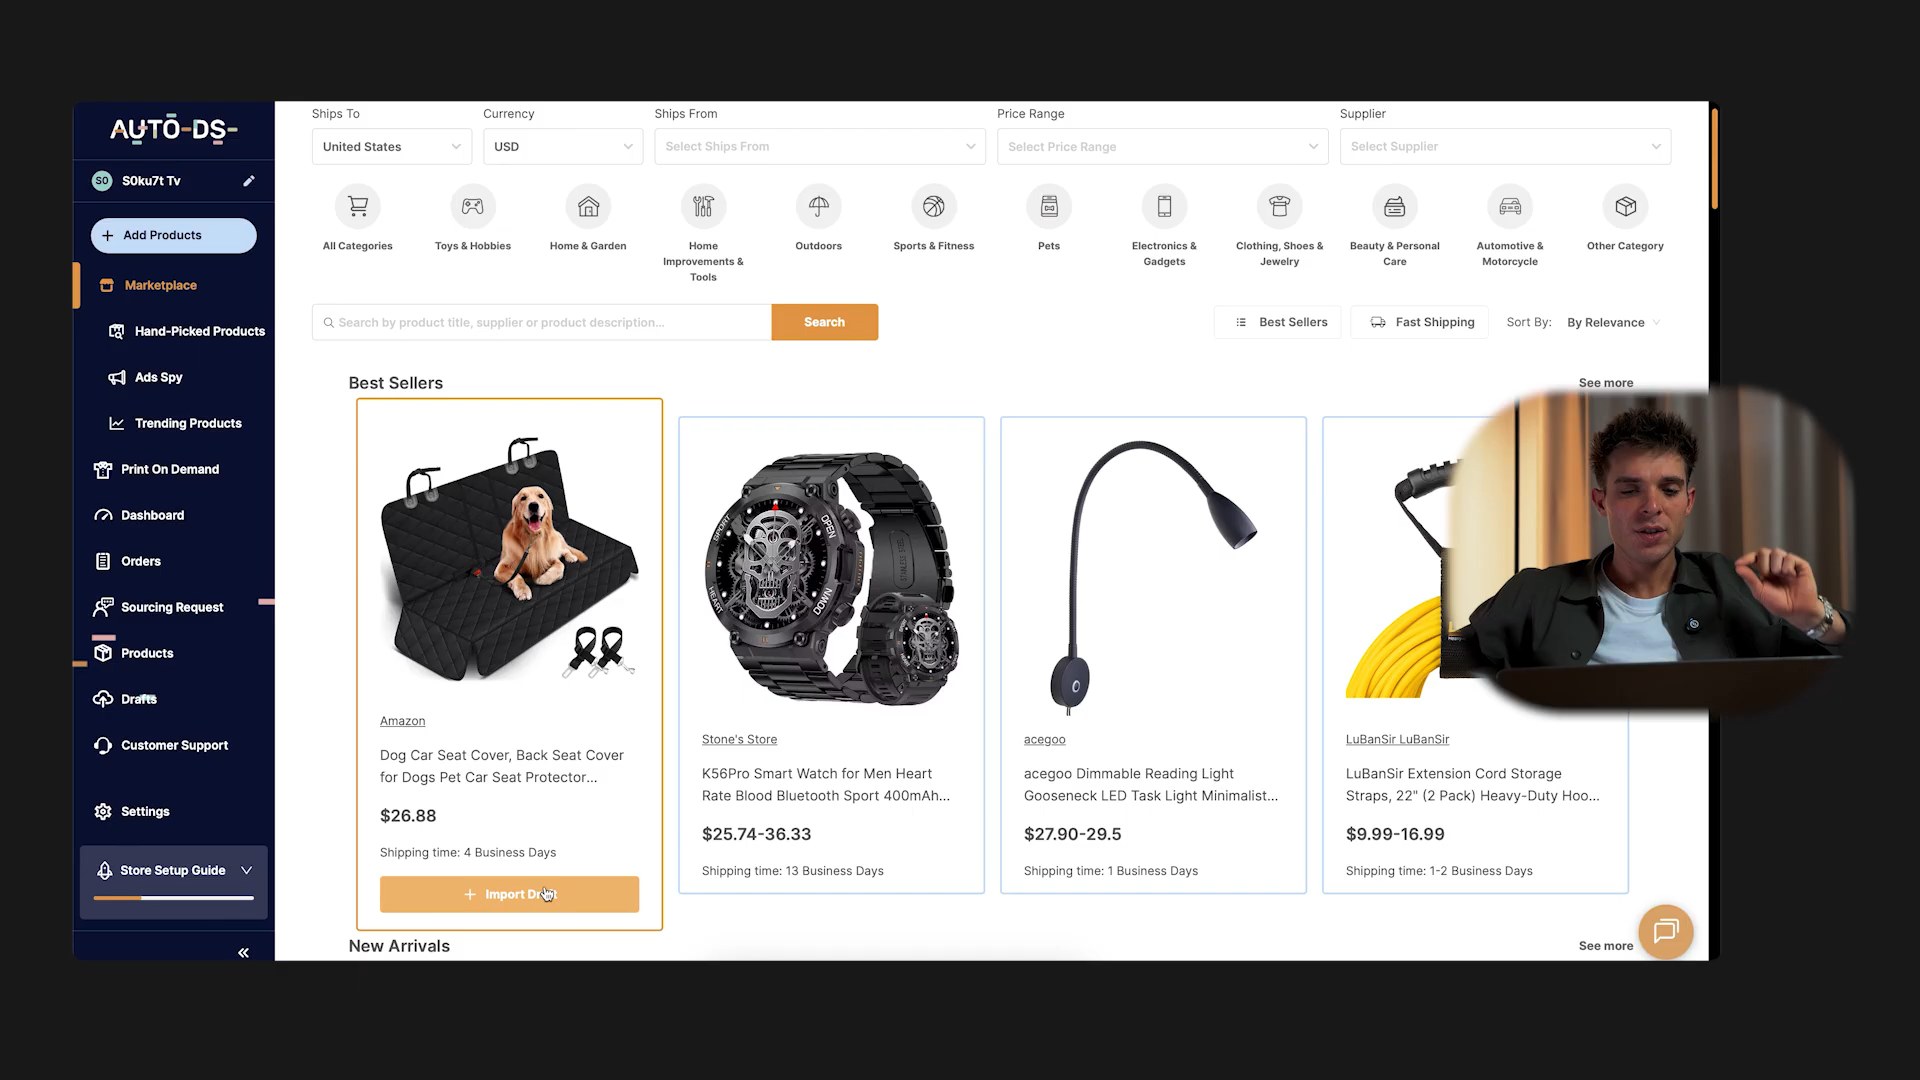 AUTO-DS-
S0 S0ku7t Tv
Add Products
Marketplace
Hand-Picked Products
Ads Spy
Trending Products
Print On Demand
Dashboard
Orders
Sourcing Request
Products
Drafts
Customer Support
Settings
Store Setup Guide
Ships To
Currency
Ships From
Price Range
Supplier
United States
USD
Select Ships From
Select Price Range
Select Supplier
All Categories
Toys & Hobbies
Home & Garden
Home
Improvements &
Tools
Outdoors
Sports & Fitness
Pets
Electronics &
Gadgets
Clothing, Shoes &
Jewelry
Beauty & Personal
Care
Automotive &
Motorcycle
Other Category
Search by product title, supplier or product description...
Search
Best Sellers
Fast Shipping
Sort By: By Relevance
Best Sellers
See more
Amazon
Dog Car Seat Cover, Back Seat Cover
for Dogs Pet Car Seat Protector...
$26.88
Shipping time: 4 Business Days
+ Import
SPORT
OPEN
HEART
DOWN
Stone's Store
K56Pro Smart Watch for Men Heart
Rate Blood Bluetooth Sport 400mAh...
$25.74-36.33
Shipping time: 13 Business Days
acegoo
acegoo Dimmable Reading Light
Gooseneck LED Task Light Minimalist...
$27.90-29.5
Shipping time: 1 Business Days
LuBanSir LuBanSir
LuBanSir Extension Cord Storage
Straps, 22" (2 Pack) Heavy-Duty Hoo...
$9.99-16.99
Shipping time: 1-2 Business Days
New Arrivals
See more